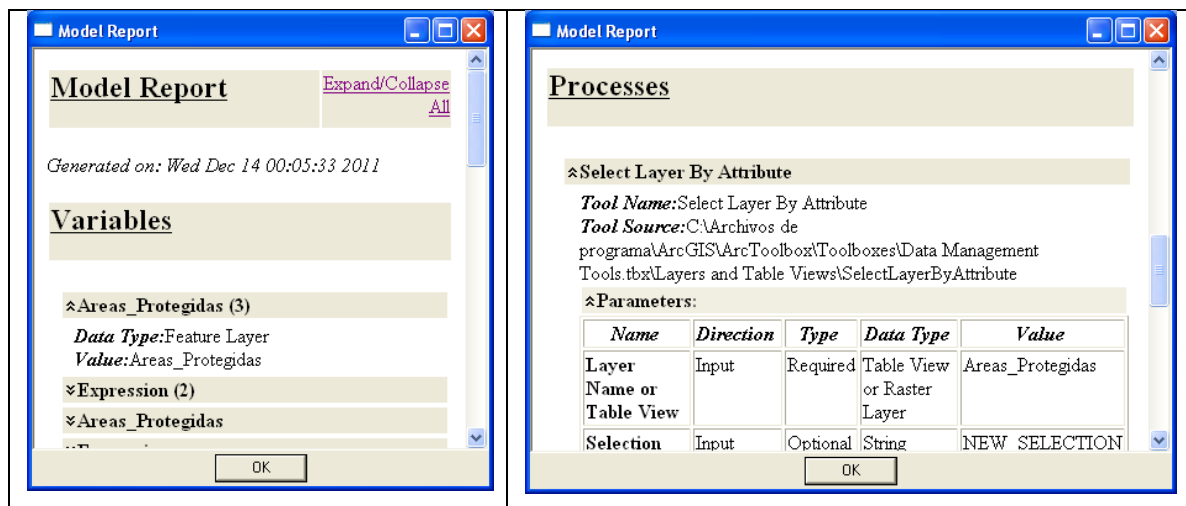 Model Report
Model Report
Expand/Collapse
All
Generated on: Wed Dec 14 00:05:33 2011
Variables
Areas_Protegidas (3)
Data Type:Feature Layer
Value:Areas_Protegidas
Expression (2)
Areas_Protegidas
OK
Model Report
Processes
Select Layer By Attribute
Tool Name:Select Layer By Attribute
Tool Source:C:\Archivos de
programa\ArcGIS\ArcToolbox\Toolboxes\Data Management
Tools.tbx\Layers and Table Views\SelectLayerByAttribute
Parameters:
Name Direction Type Data Type Value
Layer Input Required Table View Areas_Protegidas
Name or or Raster
Table View Layer
Selection Input Optional String NEW_SELECTION
OK